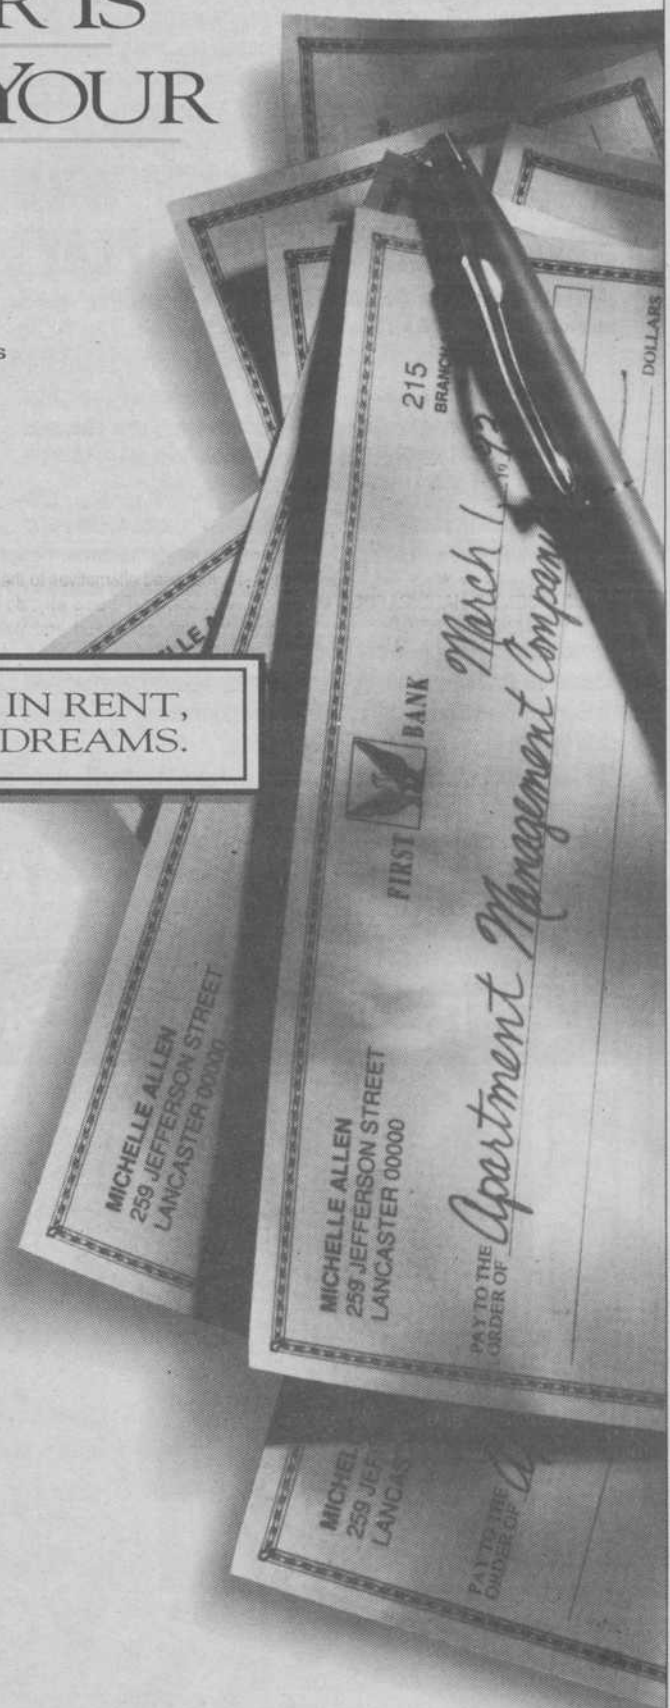 R IS
YOUR
s
IN RENT,
DREAMS.
LLE A
215
BRANCH
March 1, 1993
FIRST BANK
MICHELLE ALLEN
259 JEFFERSON STREET
LANCASTER 00000
PAY TO THE
ORDER OF Apartment Management Company
DOLLARS
MICHELLE ALLEN
259 JEFFERSON STREET
LANCASTER 00000
MICHEL
259 JEF
LANCAS
PAY TO THE
ORDER OF